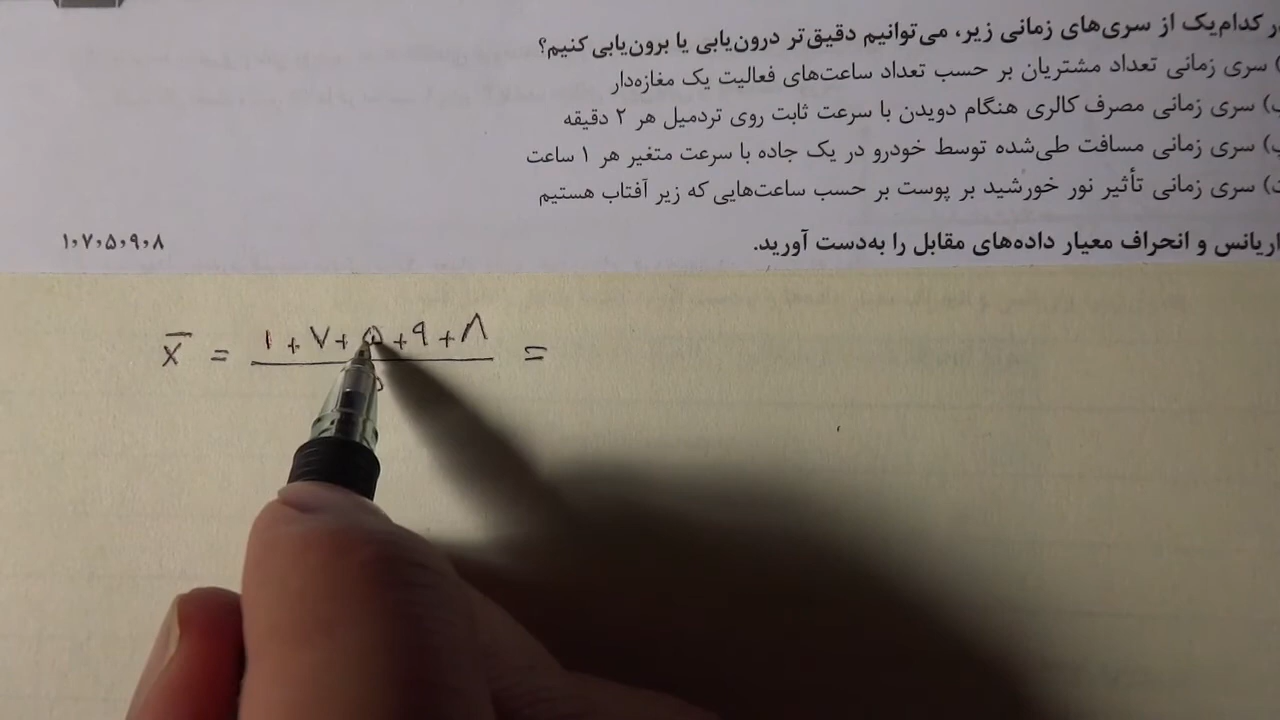 کدام‌یک از سری‌های زمانی زیر، می‌توانیم دقیق‌تر درون‌یابی یا برون‌یابی کنیم؟
) سری زمانی تعداد مشتریان بر حسب تعداد ساعت‌های فعالیت یک مغازه‌دار
) سری زمانی مصرف کالری هنگام دویدن با سرعت ثابت روی تردمیل هر ۲ دقیقه
) سری زمانی مسافت طی‌شده توسط خودرو در یک جاده با سرعت متغیر هر ۱ ساعت
) سری زمانی تأثیر نور خورشید بر پوست بر حسب ساعت‌هایی که زیر آفتاب هستیم
اریانس و انحراف معیار داده‌های مقابل را به‌دست آورید. ۱,۷,۵,۹,۸
x̄ = ۱ + ۷ + ۵ + ۹ + ۸ =